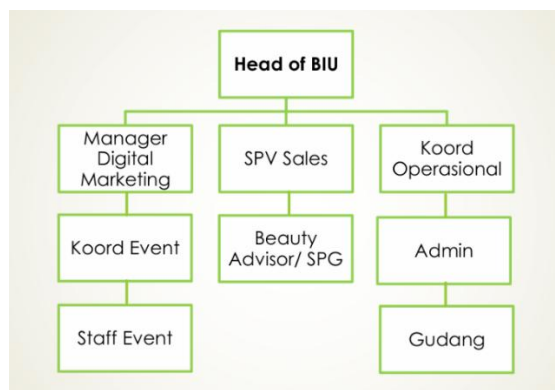 Head of BIU
Manager
Digital
Marketing
SPV Sales
Koord
Operasional
Koord Event
Beauty
Advisor/ SPG
Admin
Staff Event
Gudang